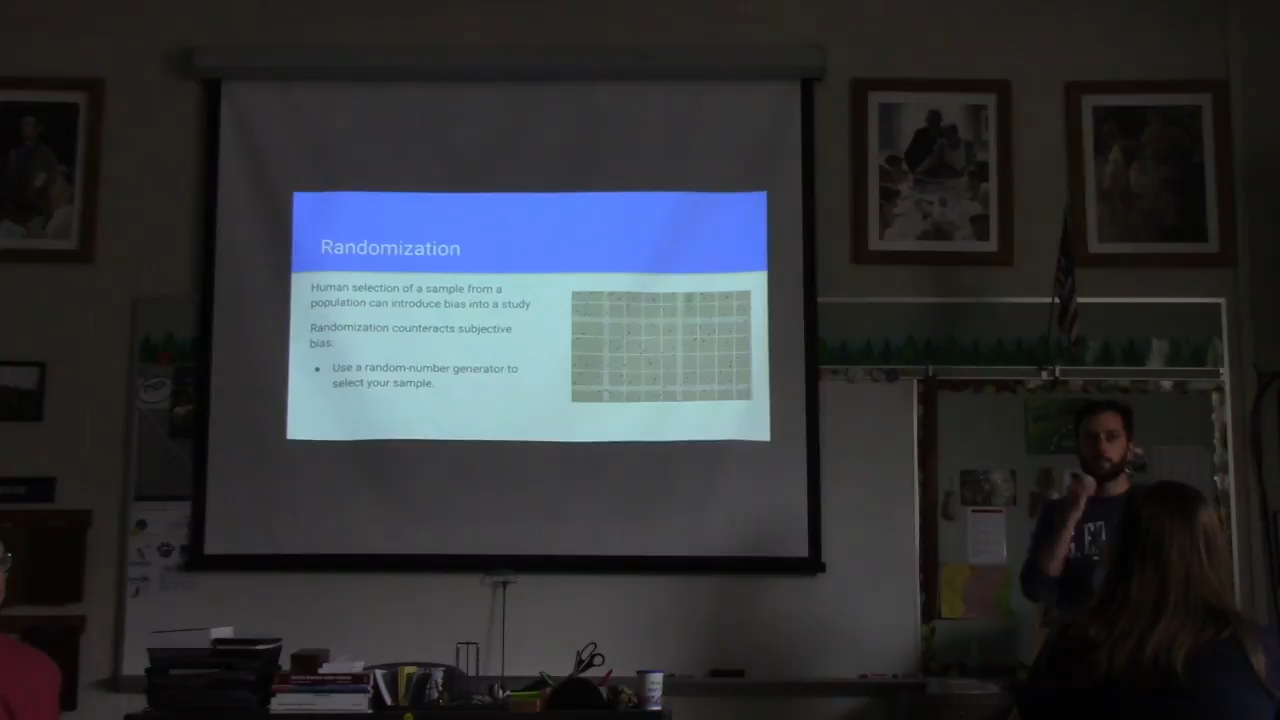 Randomization
Human selection of a sample from a
population can introduce bias into a study
Randomization counteracts subjective
bias:
● Use a random-number generator to
select your sample.